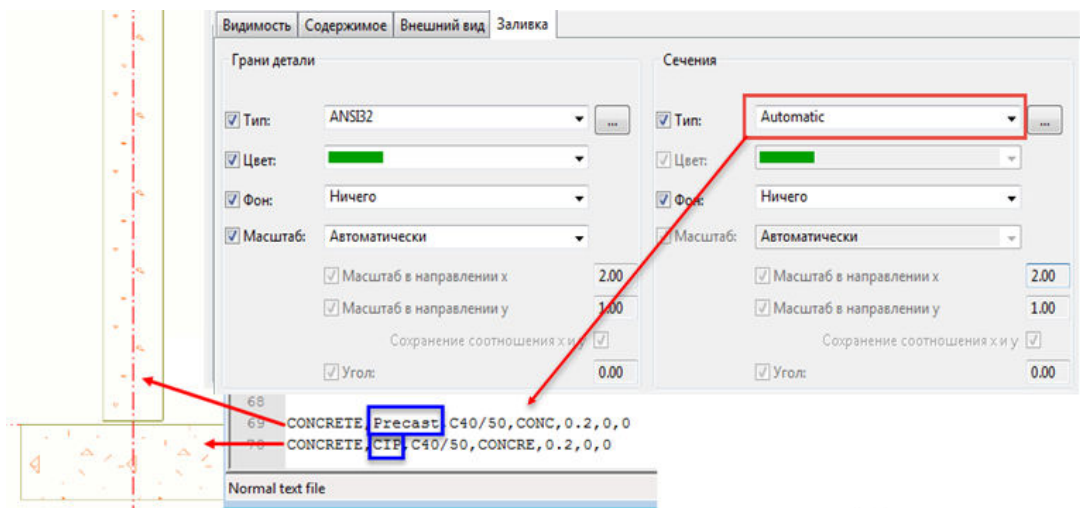 Видимость Содержимое Внешний вид Заливка
Грани детали Сечения
Тип: ANSI32 ... Тип: Automatic ...
Цвет: Цвет:
Фон: Ничего Фон: Ничего
Масштаб: Автоматически Масштаб: Автоматически
Масштаб в направлении x 2.00 Масштаб в направлении x 2.00
Масштаб в направлении y 1.00 Масштаб в направлении y 1.00
Сохранение соотношения x и y Сохранение соотношения x и y
Угол: 0.00 Угол: 0.00
68
69 CONCRETE,Precast,C40/50,CONC,0.2,0,0
70 CONCRETE,CIP,C40/50,CONCRE,0.2,0,0
Normal text file